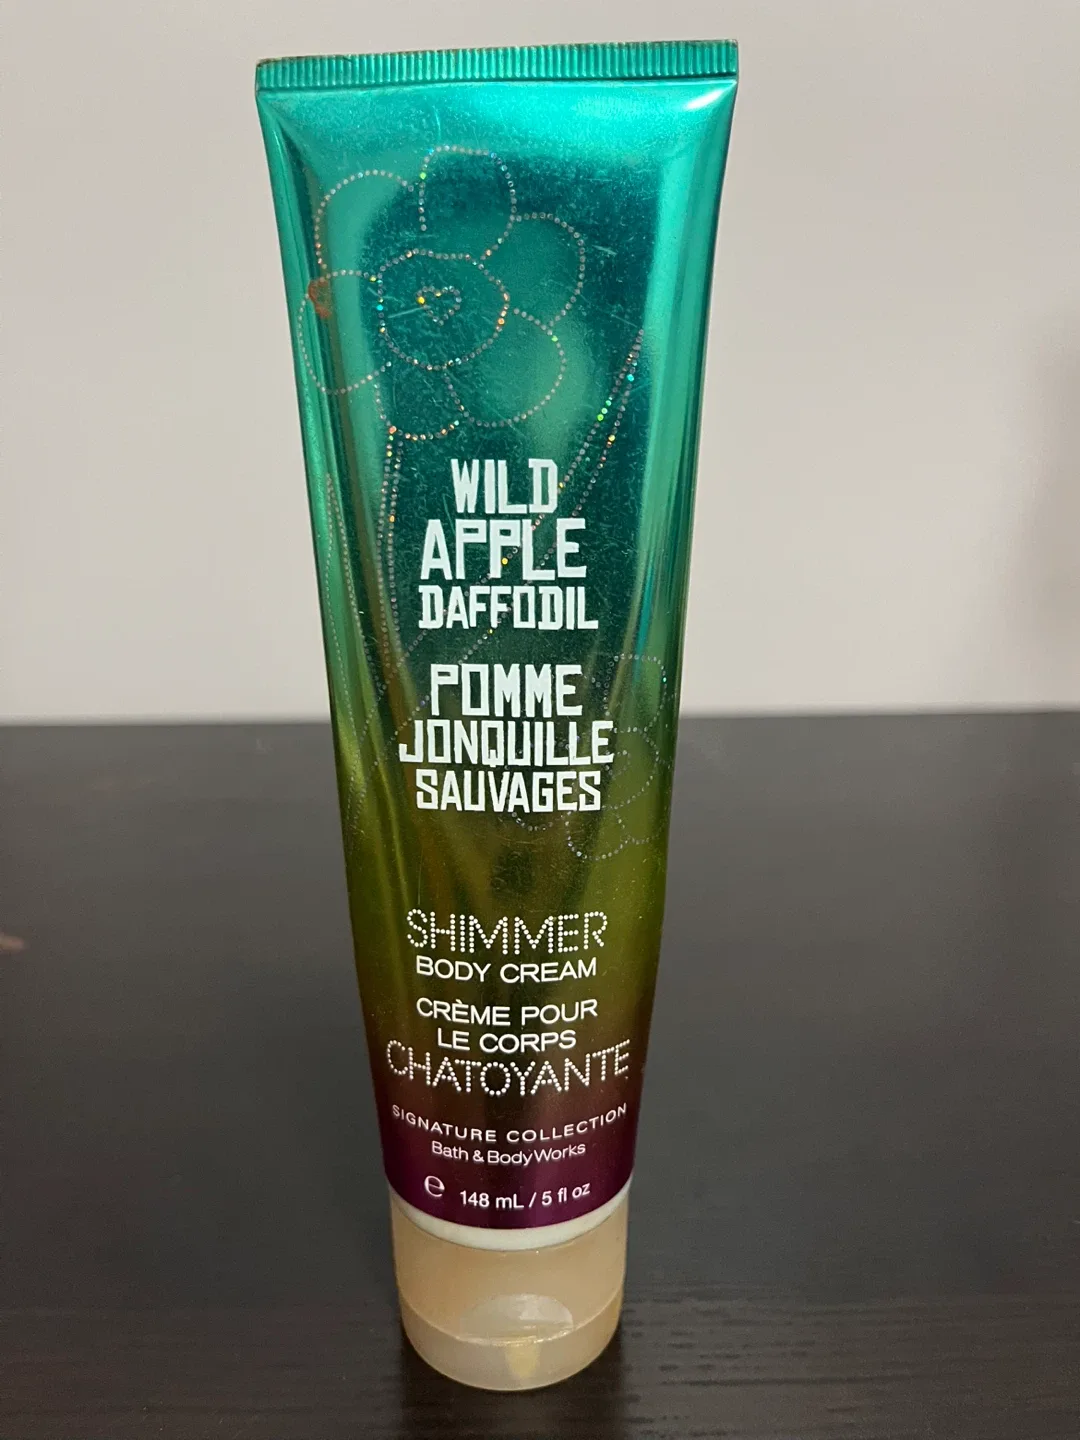 WILD
APPLE
DAFFODIL
POMME
JONQUILLE
SAUVAGES
SHIMMER
BODY CREAM
CRÈME POUR
LE CORPS
CHATOYANTE
SIGNATURE COLLECTION
Bath & BodyWorks
℮ 148 mL / 5 fl oz